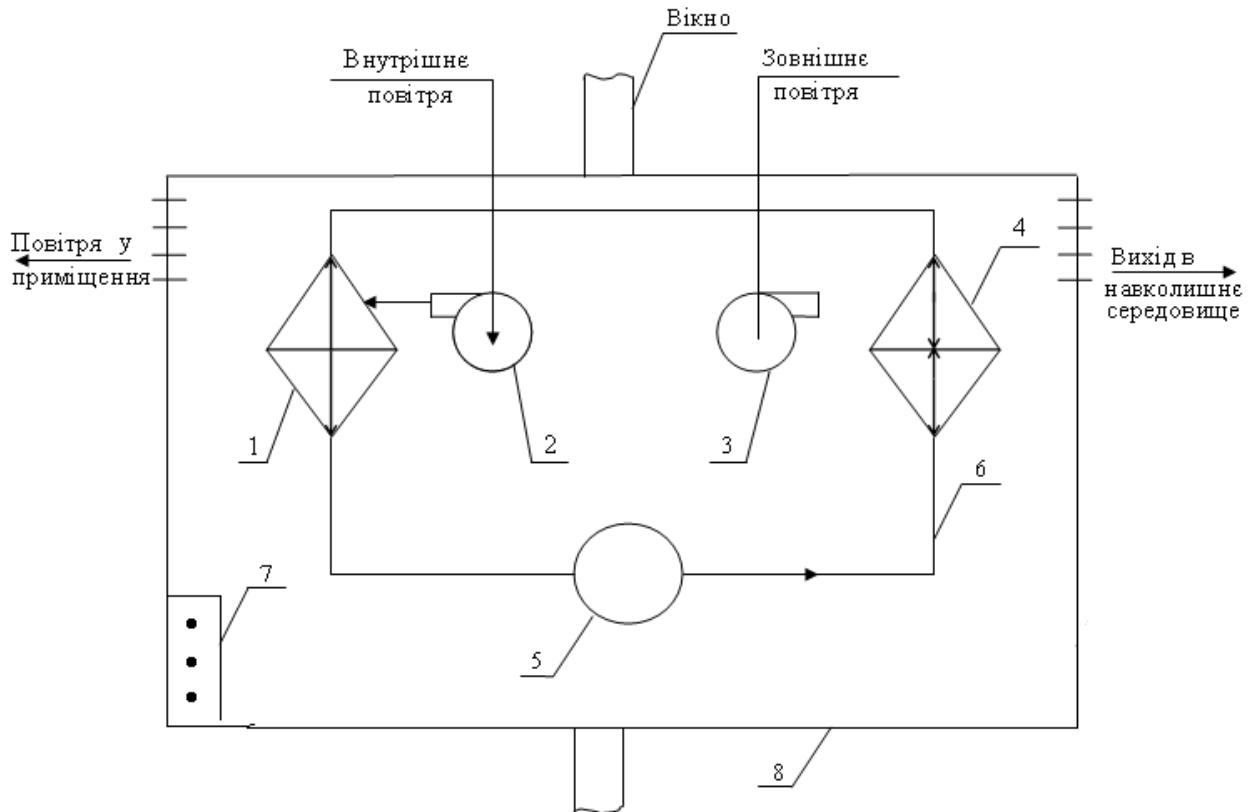 Вікно
Внутрішнє
повітря
Зовнішнє
повітря
Повітря у
приміщення
4
Вихід в
навколишнє
середовище
1
2
3
6
7
5
8